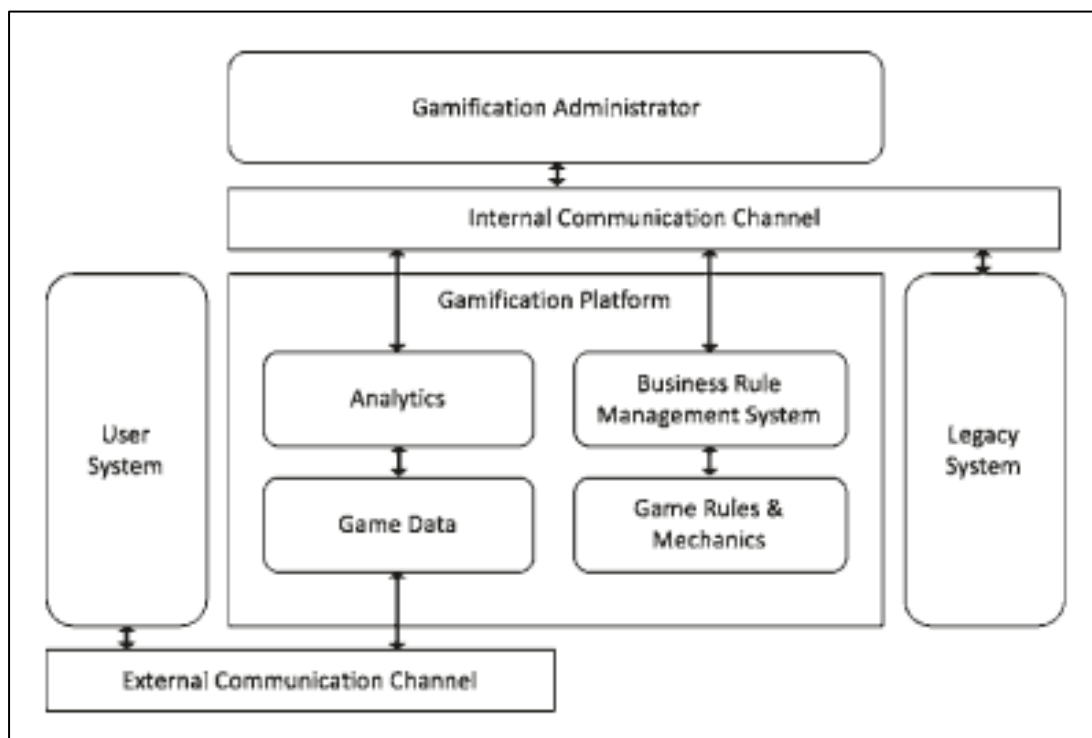 Gamification Administrator
Internal Communication Channel
Gamification Platform
Analytics
Business Rule
Management System
User
System
Legacy
System
Game Data
Game Rules &
Mechanics
External Communication Channel